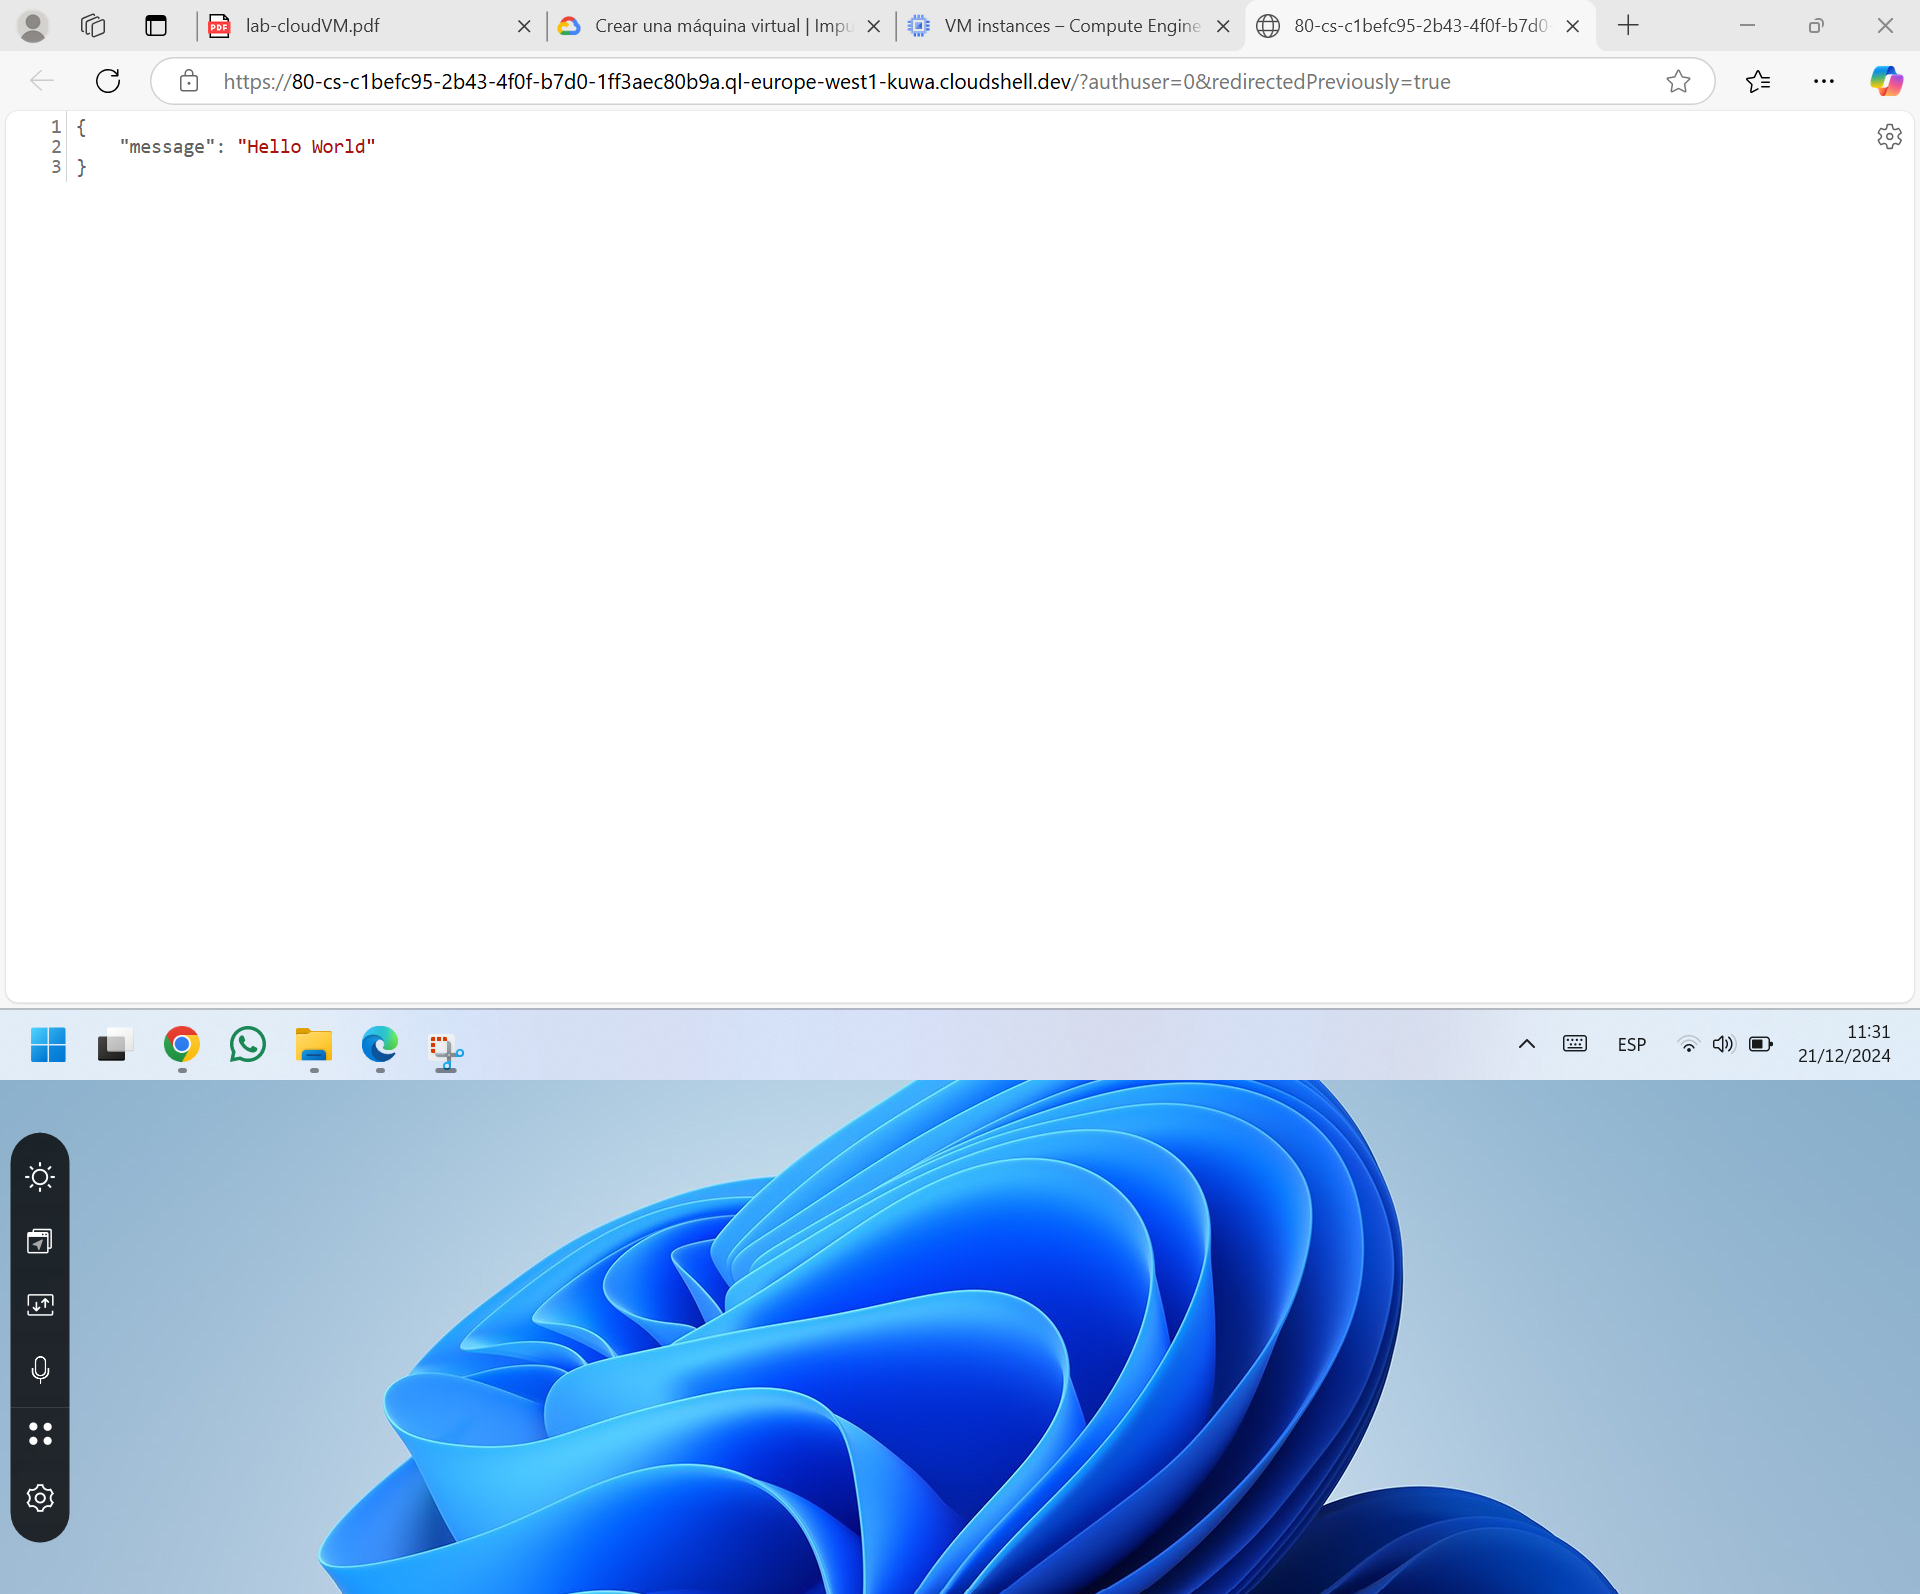 lab-cloudVM.pdf
Crear una máquina virtual | Impu
VM instances – Compute Engine
80-cs-c1befc95-2b43-4f0f-b7d0-
https://80-cs-c1befc95-2b43-4f0f-b7d0-1ff3aec80b9a.ql-europe-west1-kuwa.cloudshell.dev/?authuser=0&redirectedPreviously=true
1 {
2 "message": "Hello World"
3 }
ESP
11:31
21/12/2024